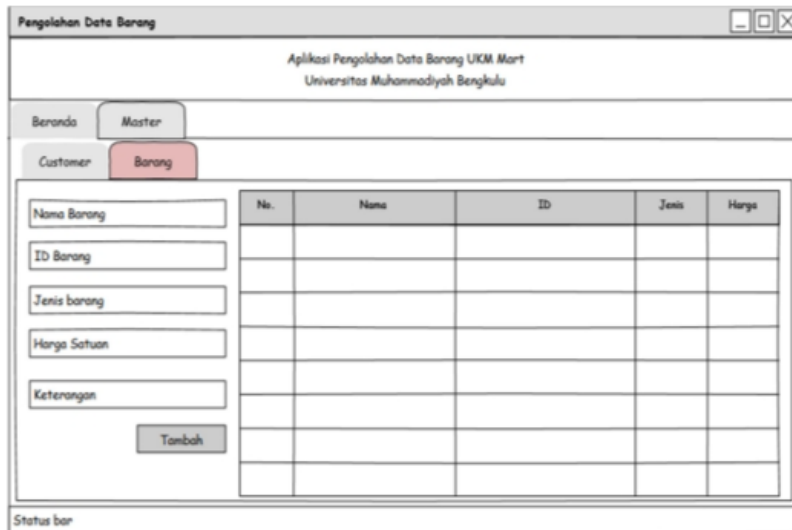 Pengolahan Data Barang
Aplikasi Pengolahan Data Barang UKM Mart
Universitas Muhammadiyah Bengkulu
Beranda Master
Customer Barang
Nama Barang
ID Barang
Jenis barang
Harga Satuan
Keterangan
Tambah
No. Nama ID Jenis Harga
Status bar